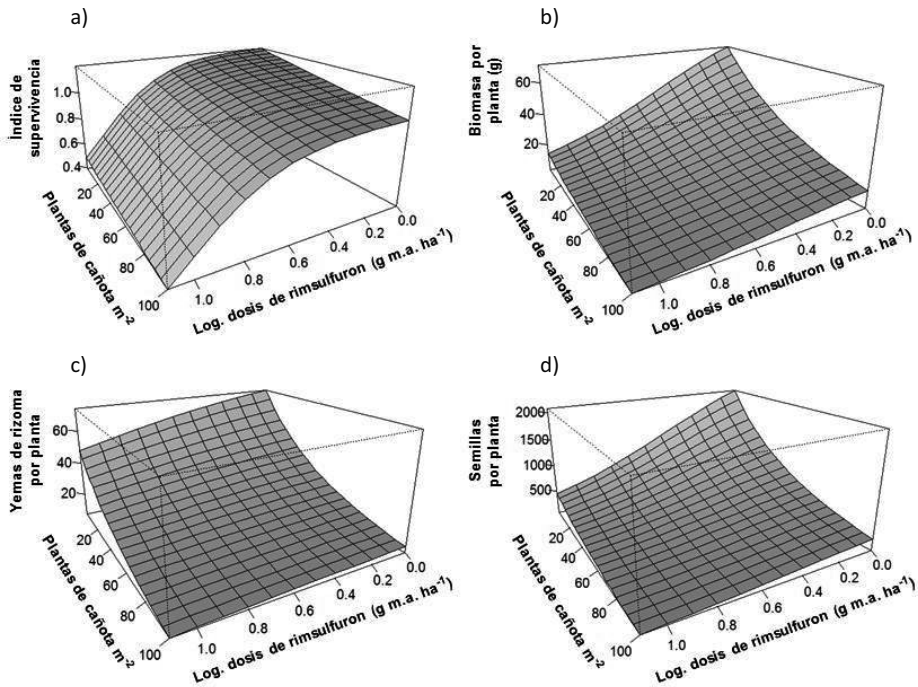 a)
Índice de
supervivencia
1.0
0.8
0.6
0.4
20
40
60
80
100
Plantas de cañota m-2
1.0
0.8
0.6
0.4
0.2
0.0
Log. dosis de rimsulfuron (g m.a. ha-1)
b)
Biomasa por
planta (g)
60
40
20
20
40
60
80
100
Plantas de cañota m-2
1.0
0.8
0.6
0.4
0.2
0.0
Log. dosis de rimsulfuron (g m.a. ha-1)
c)
Yemas de rizoma
por planta
60
40
20
20
40
60
80
100
Plantas de cañota m-2
1.0
0.8
0.6
0.4
0.2
0.0
Log. dosis de rimsulfuron (g m.a. ha-1)
d)
Semillas
por planta
2000
1500
1000
500
20
40
60
80
100
Plantas de cañota m-2
1.0
0.8
0.6
0.4
0.2
0.0
Log. dosis de rimsulfuron (g m.a. ha-1)